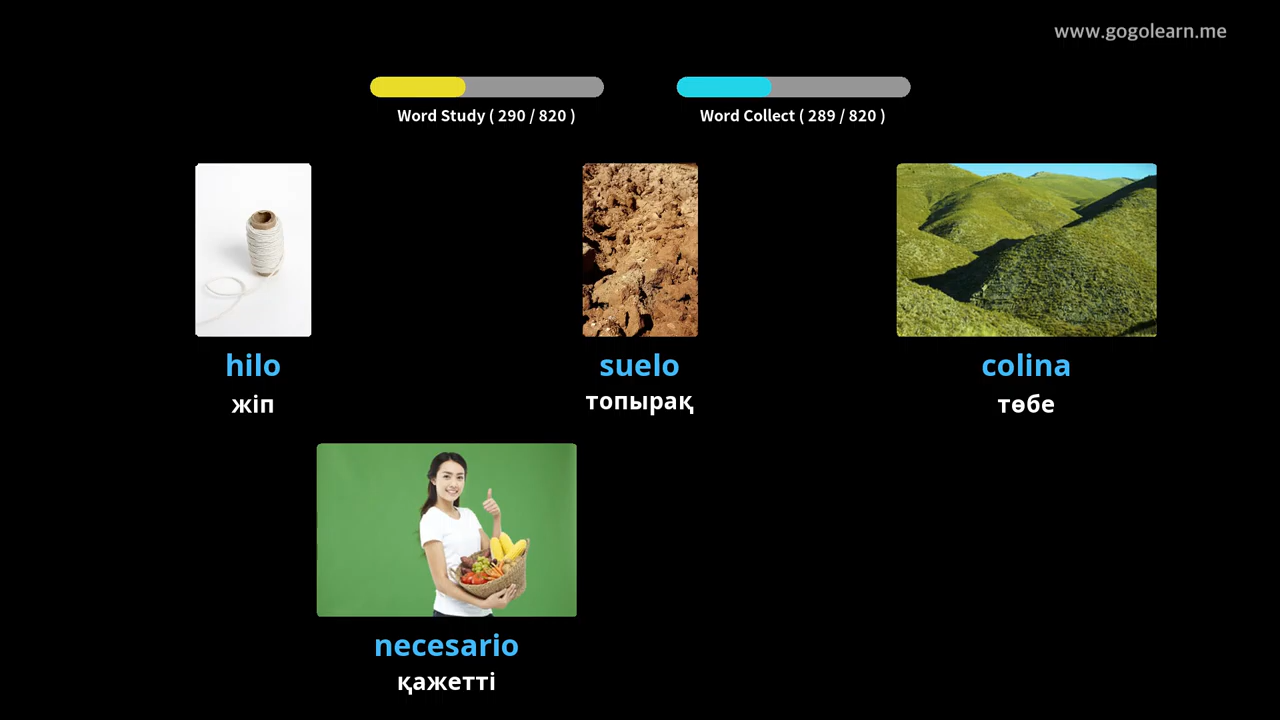 www.gogolearn.me
Word Study ( 290 / 820 )
Word Collect ( 289 / 820 )
hilo
жіп
suelo
топырақ
colina
төбе
necesario
қажетті